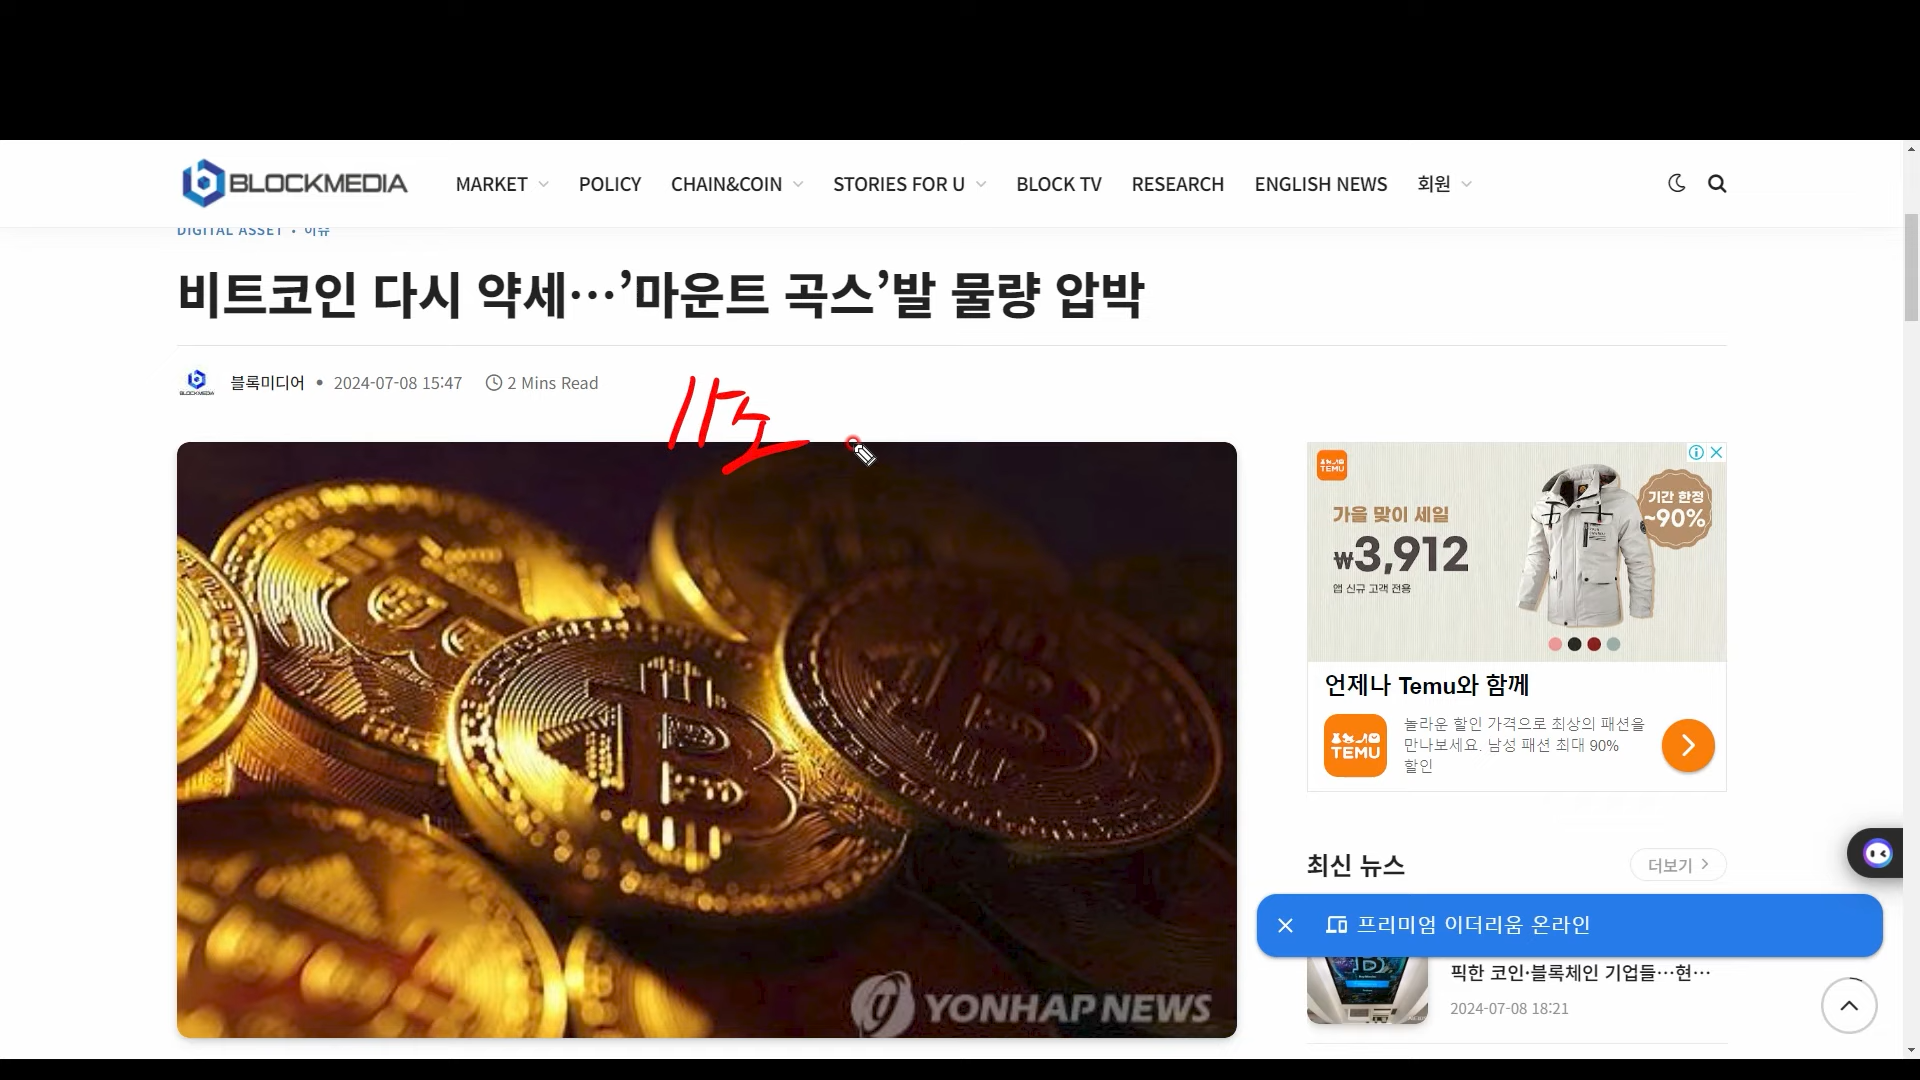 BLOCKMEDIA
MARKET POLICY CHAIN&COIN STORIES FOR U BLOCK TV RESEARCH ENGLISH NEWS 회원
DIGITAL ASSET • 이슈
비트코인 다시 약세…’마운트 곡스’발 물량 압박
블록미디어 • 2024-07-08 15:47 2 Mins Read
11조
YONHAP NEWS
TEMU
가을 맞이 세일
₩3,912
앱 신규 고객 전용
기간 한정
~90%
언제나 Temu와 함께
TEMU
놀라운 할인 가격으로 최상의 패션을
만나보세요. 남성 패션 최대 90%
할인
최신 뉴스
더보기
프리미엄 이더리움 온라인
픽한 코인·블록체인 기업들…현…
2024-07-08 18:21